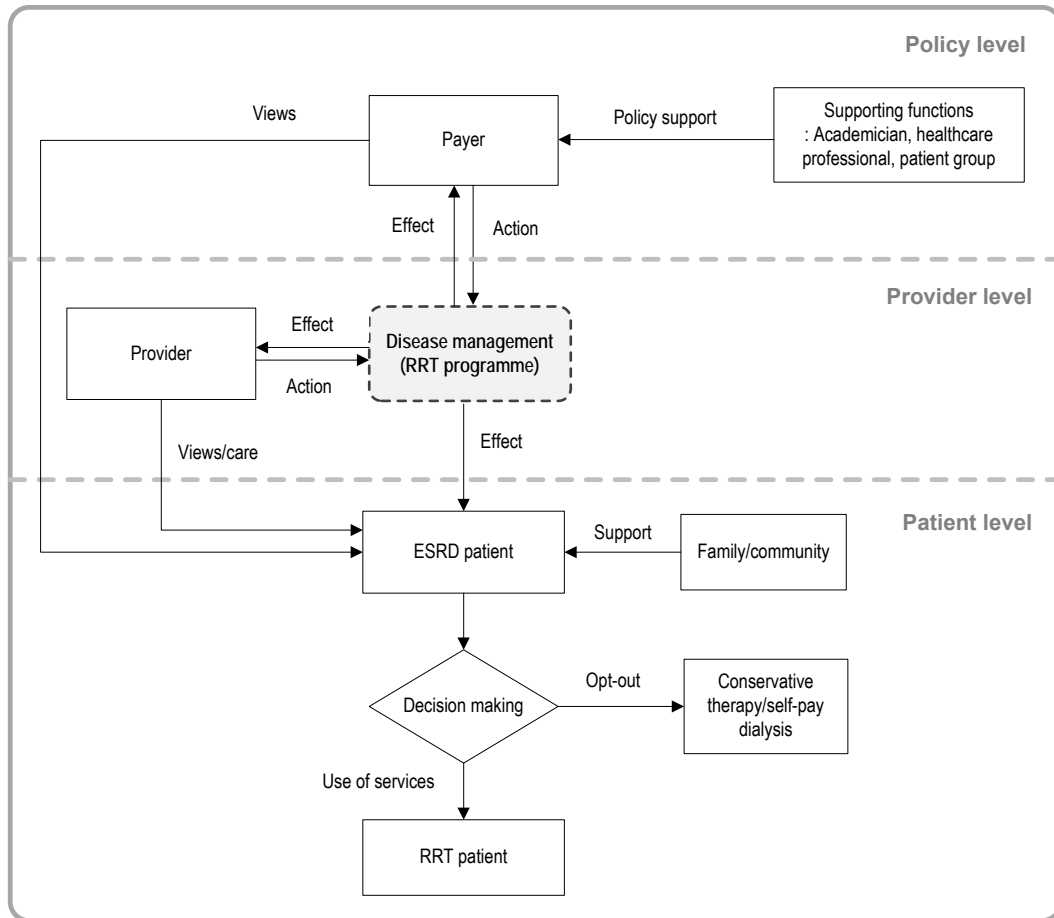 Policy level
Views
Payer
Policy support
Supporting functions
: Academician, healthcare
professional, patient group
Effect
Action
Provider level
Provider
Effect
Action
Disease management
(RRT programme)
Views/care
Effect
Patient level
ESRD patient
Support
Family/community
Decision making
Opt-out
Conservative
therapy/self-pay
dialysis
Use of services
RRT patient